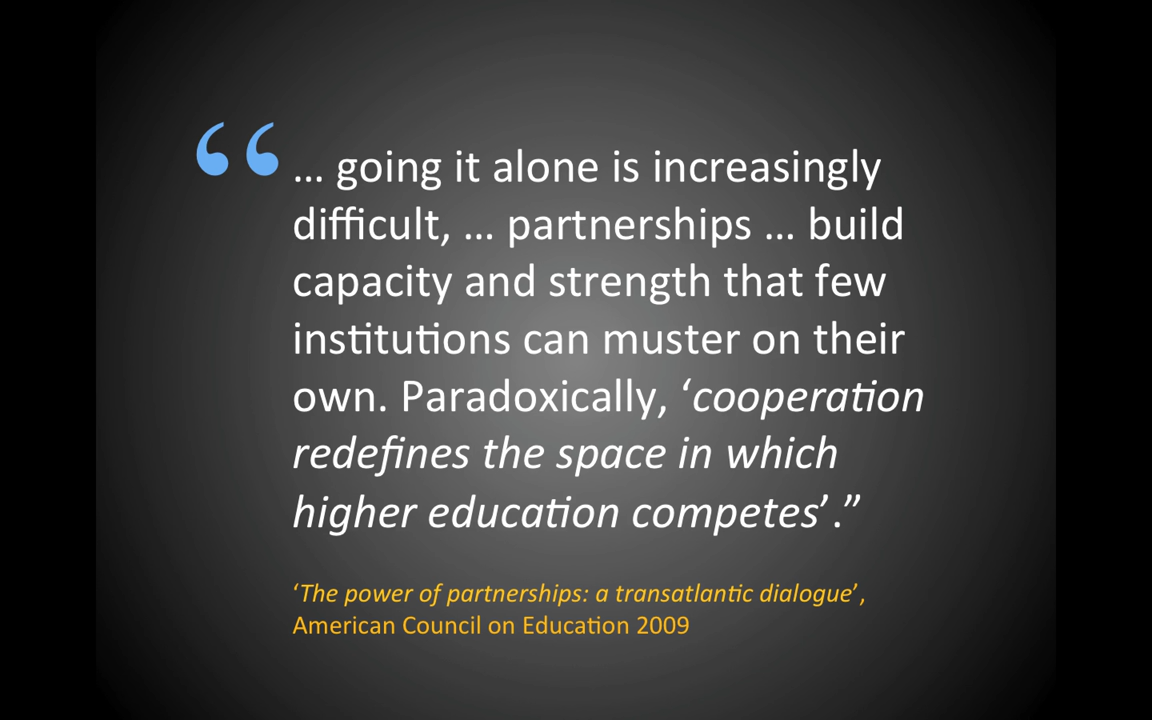 “ … going it alone is increasingly
difficult, … partnerships … build
capacity and strength that few
institutions can muster on their
own. Paradoxically, ‘cooperation
redefines the space in which
higher education competes’.”
‘The power of partnerships: a transatlantic dialogue’,
American Council on Education 2009